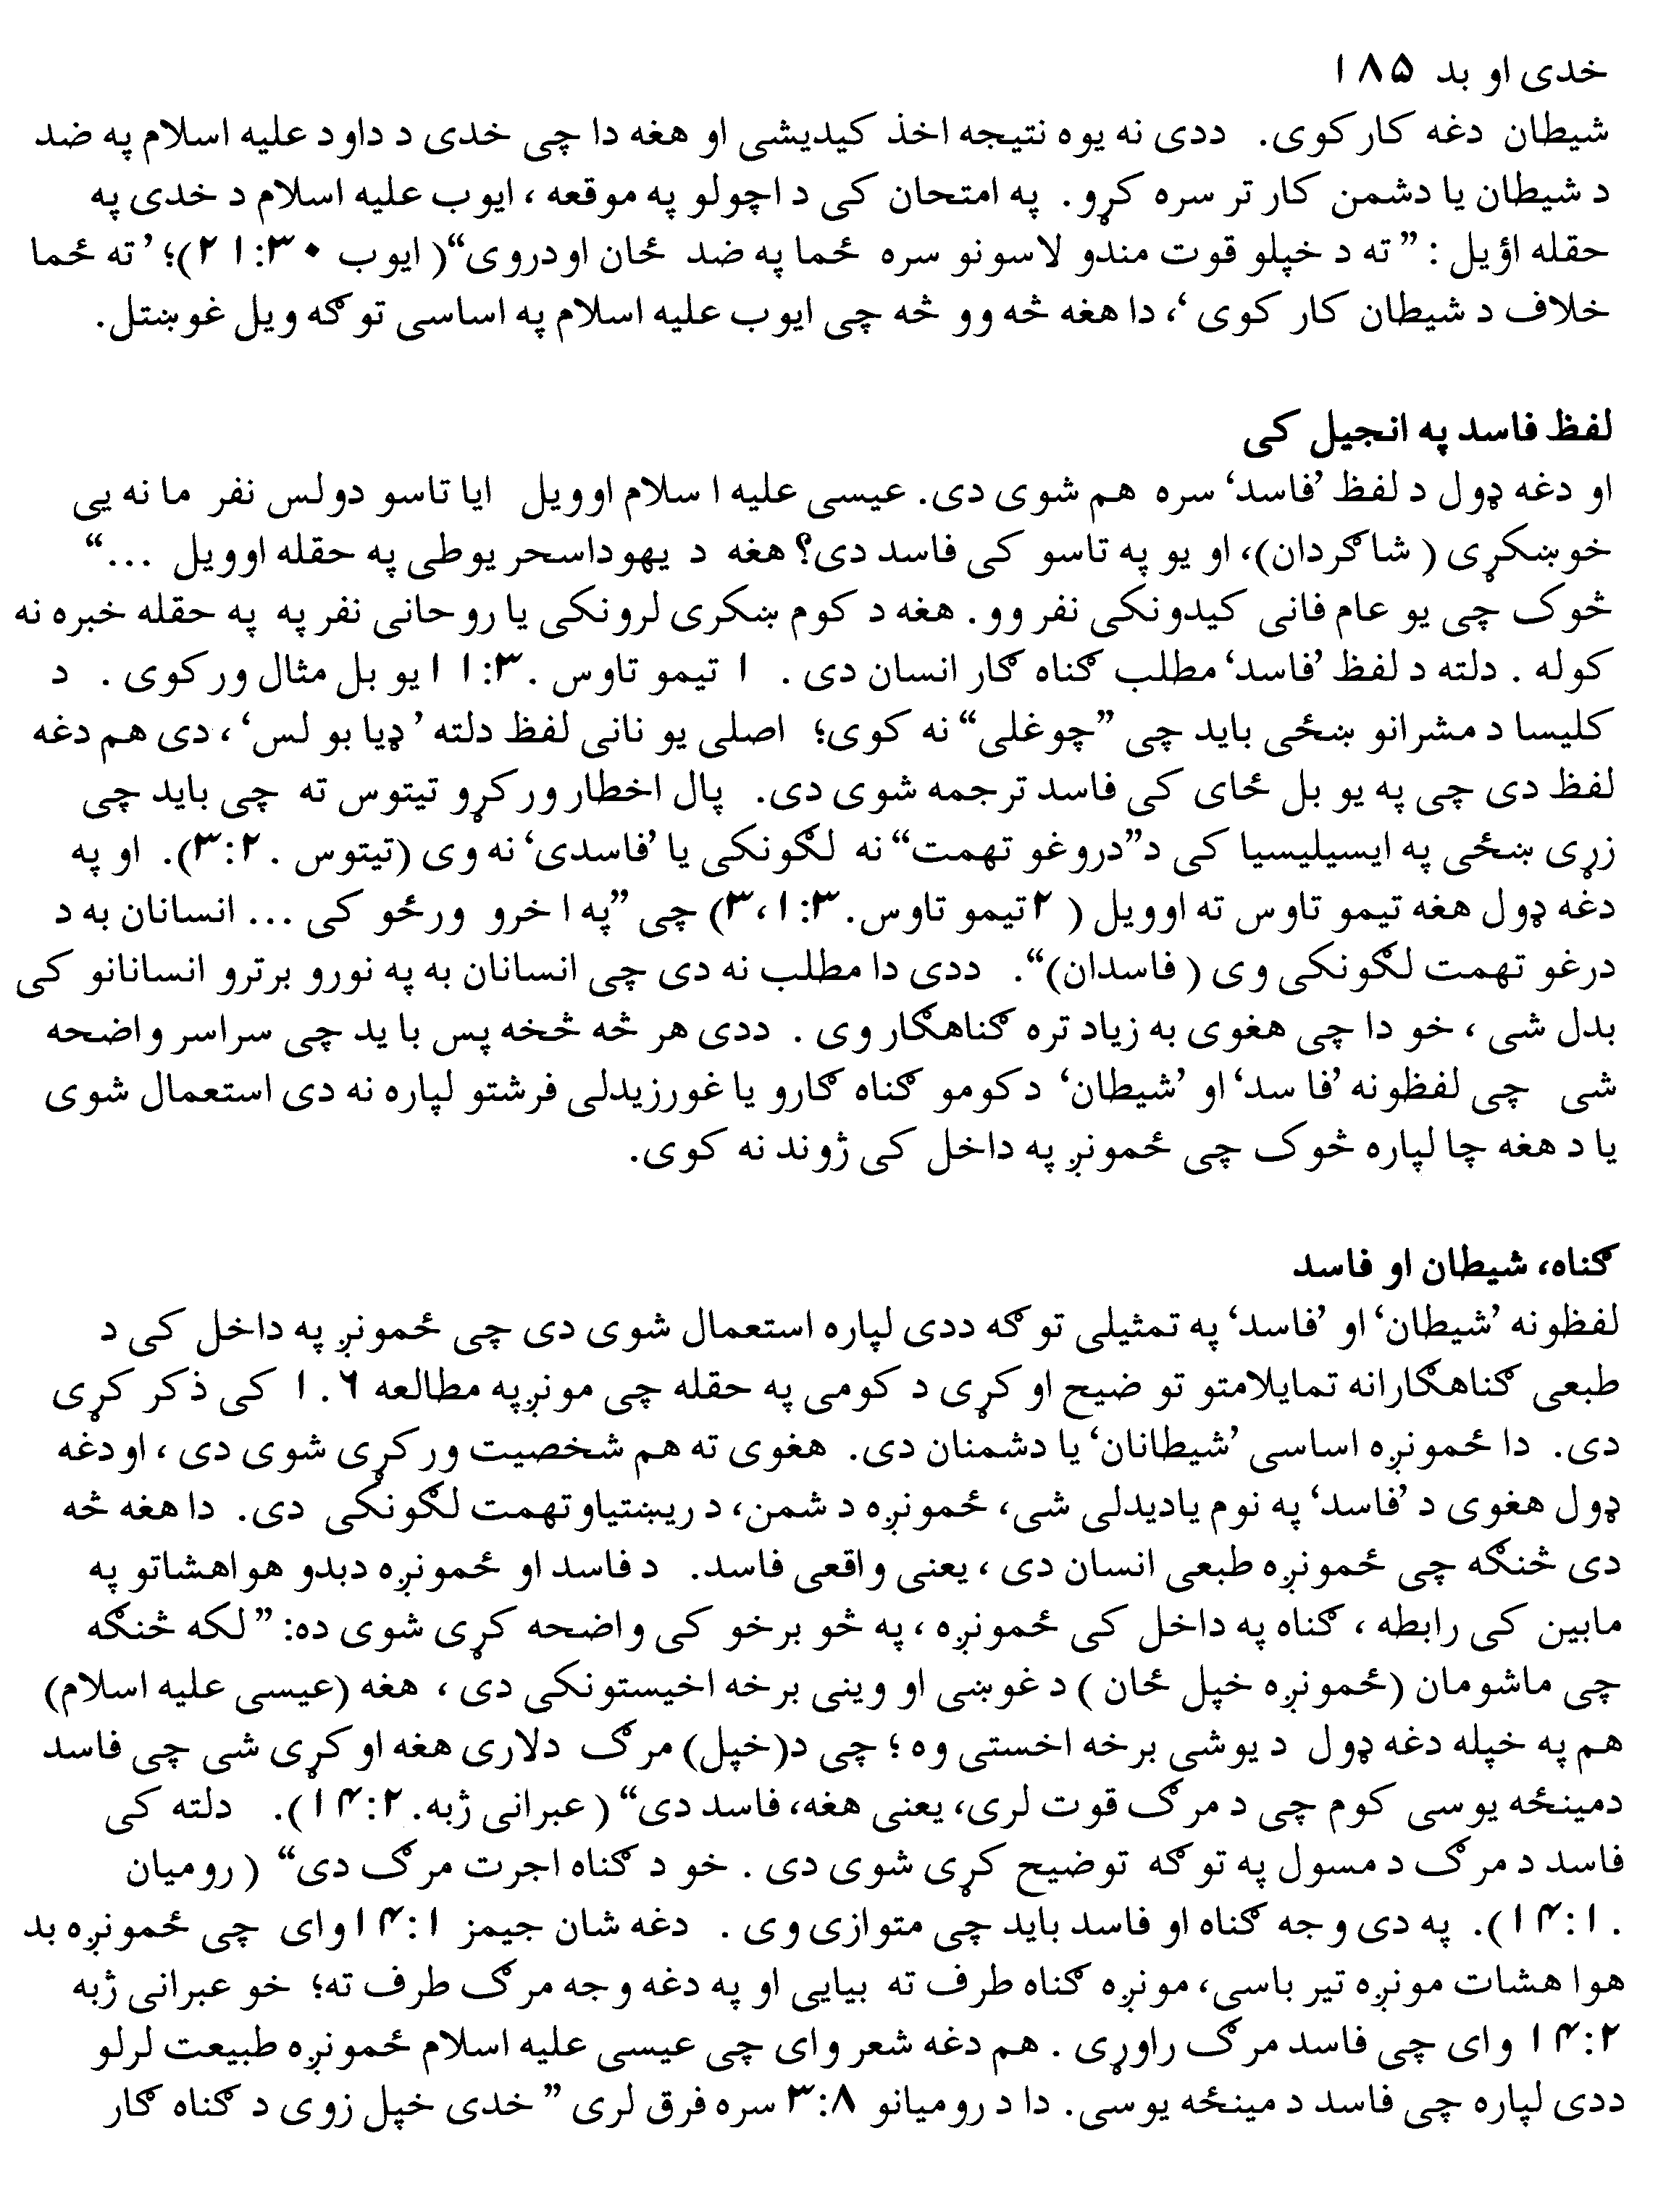 خدی او بد ۱۸۵
شیطان دغه کار کوی. ددی نه یوه نتیجه اخذ کیدیشی او هغه دا چی خدی د داود علیه اسلام په ضد
د شیطان یا دشمن کار تر سره کړو. په امتحان کی د اچولو په موقعه ، ایوب علیه اسلام د خدی په
حقله اؤیل : ”ته د خپلو قوت مندو لاسونو سره ځما په ضد ځان اودروی“( ایوب ۲۱:۳۰)؛ ’ته ځما
خلاف د شیطان کار کوی ‘، دا هغه څه وو څه چی ایوب علیه اسلام په اساسی توګه ویل غوښتل.
لفظ فاسد په انجیل کی
او دغه ډول د لفظ ’فاسد‘ سره هم شوی دی. عیسی علیه ا سلام اوویل ایا تاسو دولس نفر ما نه یی
خوښکړی ( شاګردان)، او یو په تاسو کی فاسد دی؟ هغه د یهوداسحر یوطی په حقله اوویل ...“
څوک چی یو عام فانی کیدونکی نفر وو. هغه د کوم ښکری لرونکی یا روحانی نفر په په حقله خبره نه
کوله . دلته د لفظ ’فاسد‘ مطلب ګناه ګار انسان دی . ۱ تیمو تاوس .۱۱:۳ یو بل مثال ورکوی . د
کلیسا د مشرانو ښځی باید چی ”چوغلی“ نه کوی؛ اصلی یو نانی لفظ دلته ’ ډیا بو لس‘ ، دی هم دغه
لفظ دی چی په یو بل ځای کی فاسد ترجمه شوی دی. پال اخطار ورکړو تیتوس ته چی باید چی
زړی ښځی په ایسیلیسیا کی د”دروغو تهمت“ نه لګونکی یا ’فاسدی‘ نه وی (تیتوس .۳:۲). او په
دغه ډول هغه تیمو تاوس ته اوویل ( ۲تیمو تاوس.۳،۱:۳) چی ”په ا خرو ورځو کی ... انسانان به د
درغو تهمت لګونکی وی ( فاسدان)“. ددی دا مطلب نه دی چی انسانان به په نورو برترو انسانانو کی
بدل شی ، خو دا چی هغوی به زیاد تره ګناهګار وی . ددی هر څه څخه پس با ید چی سراسر واضحه
شی چی لفظونه ’فا سد‘ او ’شیطان‘ د کومو ګناه ګارو یا غورزیدلی فرشتو لپاره نه دی استعمال شوی
یا د هغه چا لپاره څوک چی ځمونږ په داخل کی ژوند نه کوی.
ګناه، شیطان او فاسد
لفظونه ’شیطان‘ او ’فاسد‘ په تمثیلی توګه ددی لپاره استعمال شوی دی چی ځمونږ په داخل کی د
طبعی ګناهګارانه تمایلامتو تو ضیح او کړی د کومی په حقله چی مونږپه مطالعه ۱.۶ کی ذکر کړی
دی. دا ځمونږه اساسی ’شیطانان‘ یا دشمنان دی. هغوی ته هم شخصیت ورکړی شوی دی ، او دغه
ډول هغوی د ’فاسد‘ په نوم یادیدلی شی، ځمونږه د شمن، د ریښتیاوتهمت لګونکی دی. دا هغه څه
دی څنګه چی ځمونږه طبعی انسان دی ، یعنی واقعی فاسد. د فاسد او ځمونږه دبدو هواهشاتو په
مابین کی رابطه ، ګناه په داخل کی ځمونږه ، په څو برخو کی واضحه کړی شوی ده: ”لکه څنګه
چی ماشومان (ځمونږه خپل ځان ) د غوښی او وینی برخه اخیستونکی دی ، هغه (عیسی علیه اسلام)
هم په خپله دغه ډول د یوشی برخه اخستی وه ؛ چی د(خپل) مرګ دلاری هغه اوکړی شی چی فاسد
دمینځه یوسی کوم چی د مرګ قوت لری، یعنی هغه، فاسد دی“ ( عبرانی ژبه.۱۴:۲). دلته کی
فاسد د مرګ د مسول په توګه توضیح کړی شوی دی . خو د ګناه اجرت مرګ دی“ ( رومیان
.۱۴:۱). په دی وجه ګناه او فاسد باید چی متوازی وی . دغه شان جیمز ۱۴:۱ وای چی ځمونږه بد
هوا هشات مونږه تیر باسی، مونږه ګناه طرف ته بیایی او په دغه وجه مرګ طرف ته؛ خو عبرانی ژبه
۱۴:۲ وای چی فاسد مرګ راوړی . هم دغه شعر وای چی عیسی علیه اسلام ځمونږه طبیعت لرلو
ددی لپاره چی فاسد د مینځه یوسی. دا د رومیانو ۳:۸ سره فرق لری ” خدی خپل زوی د ګناه ګار